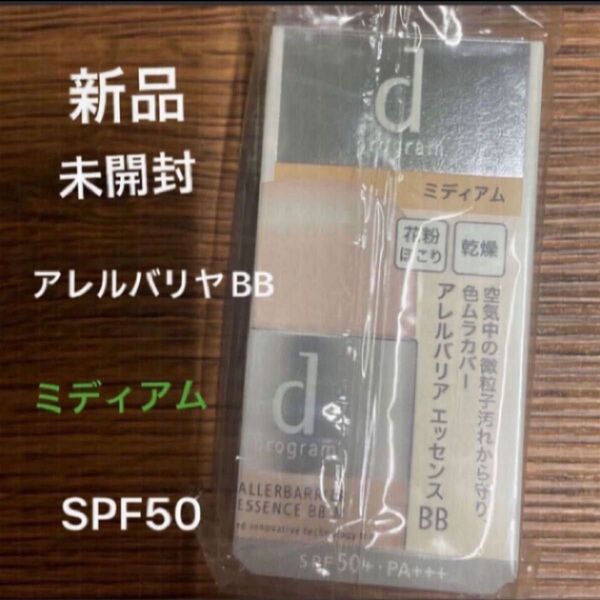 新品
未開封
アレルバリヤBB
ミディアム
SPF50
d
program
ミディアム
花粉
ほこり
乾燥
空気中の微粒子汚れから守り、
色ムラカバー
アレルバリア エッセンス BB
d
program
ALLERBARRIER
ESSENCE BB
innovative technology
SPF50+・PA+++